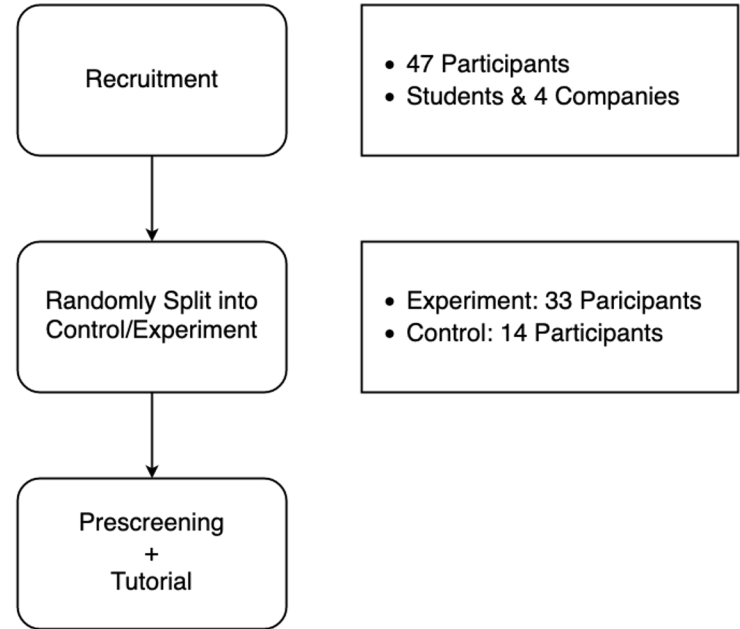 Recruitment
• 47 Participants
• Students & 4 Companies
Randomly Split into
Control/Experiment
• Experiment: 33 Paricipants
• Control: 14 Participants
Prescreening
+
Tutorial